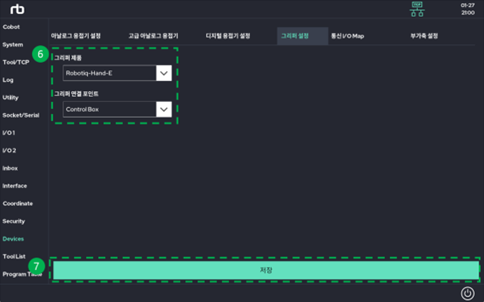 rb
01-27
21:00
Cobot
System
Tool/TCP
Log
Utility
Socket/Serial
I/O 1
I/O 2
Inbox
Interface
Coordinate
Security
Devices
Tool List
Program Table
아날로그 용접기 설정
고급 아날로그 용접기
디지털 용접기 설정
그리퍼 설정
통신 I/O Map
부가축 설정
6
그리퍼 제품
Robotiq-Hand-E
그리퍼 연결 포인트
Control Box
7
저장